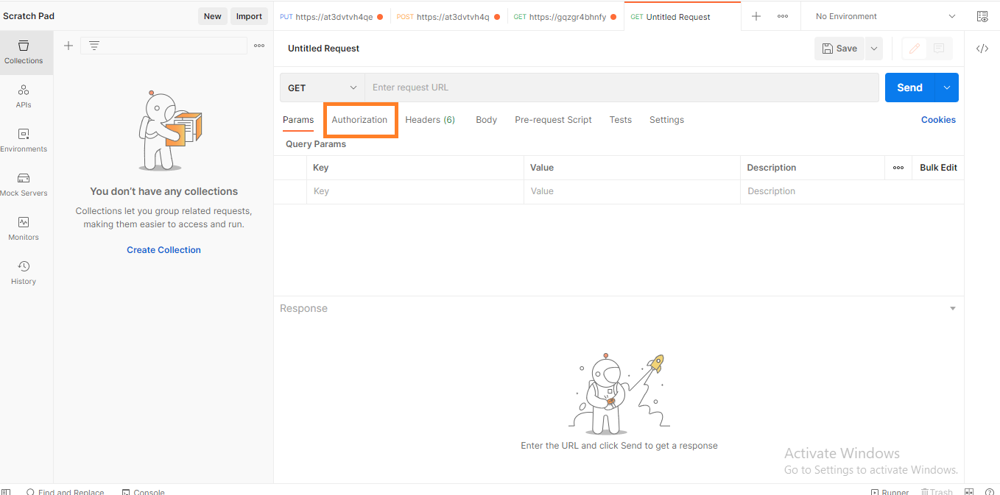 Scratch Pad
New
Import
PUT https://at3dvtvh4qe
POST https://at3dvtvh4q
GET https://gqzgr4bhnfy
GET Untitled Request
No Environment
Collections
APIs
Environments
Mock Servers
Monitors
History
You don't have any collections
Collections let you group related requests,
making them easier to access and run.
Create Collection
Untitled Request
Save
</>
GET
Enter request URL
Send
Params
Authorization
Headers (6)
Body
Pre-request Script
Tests
Settings
Cookies
Query Params
Key
Value
Description
Bulk Edit
Key
Value
Description
Response
Enter the URL and click Send to get a response
Activate Windows
Go to Settings to activate Windows.
Find and Replace
Console
Runner
Trash